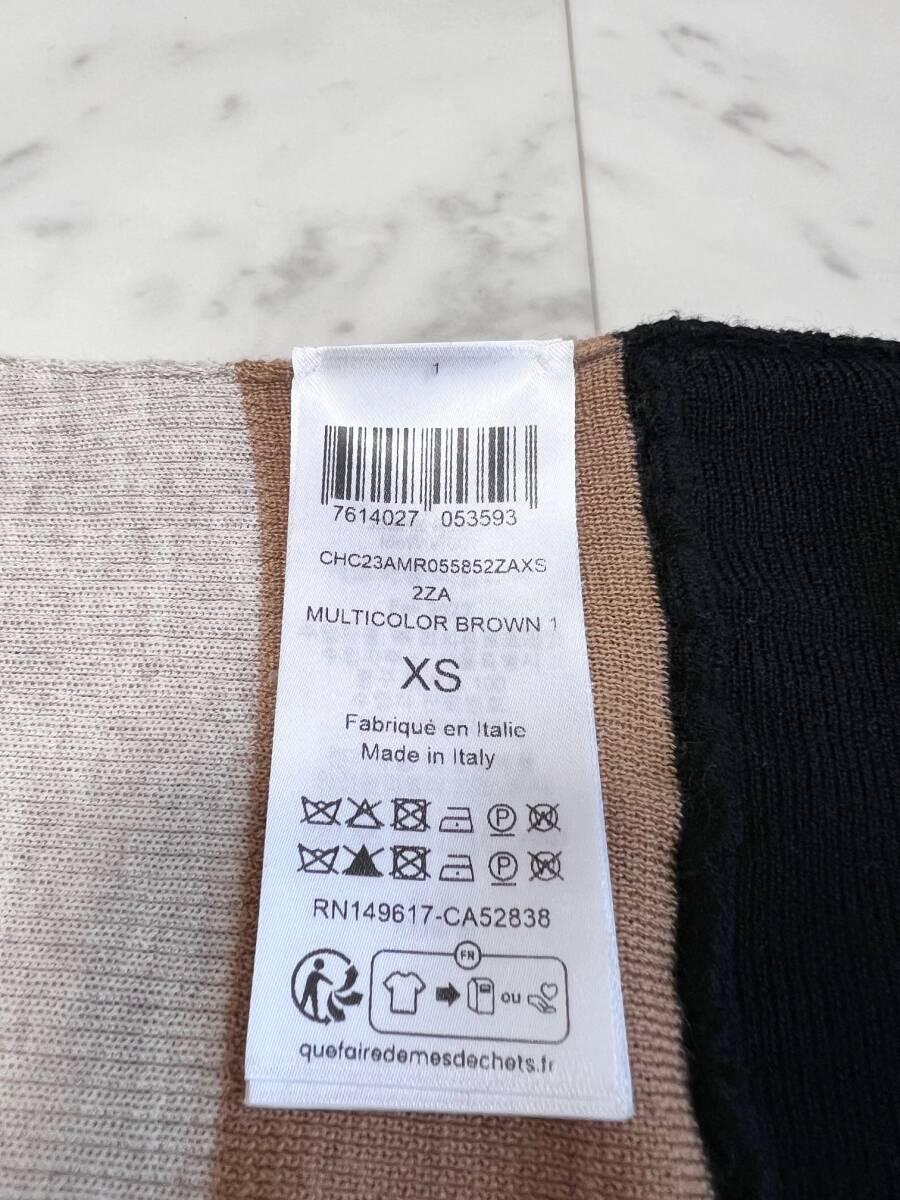 1
7614027 053593
CHC23AMR055852ZAXS
2ZA
MULTICOLOR BROWN 1
XS
Fabriqué en Italie
Made in Italy
P W
P W
RN149617-CA52838
FR
ou
quefairedemesdechets.fr